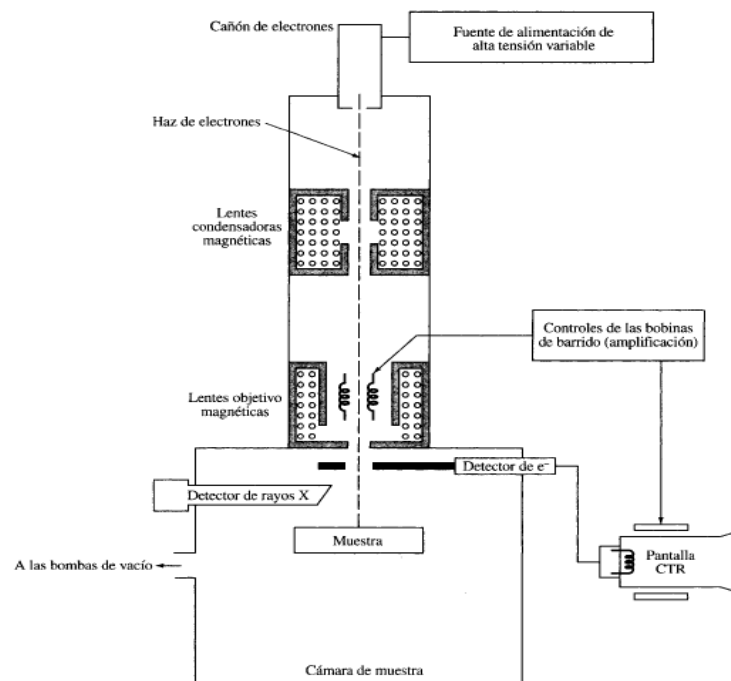 Cañón de electrones
Fuente de alimentación de
alta tensión variable
Haz de electrones
Lentes
condensadoras
magnéticas
Controles de las bobinas
de barrido (amplificación)
Lentes objetivo
magnéticas
Detector de e⁻
Detector de rayos X
Muestra
A las bombas de vacío
Pantalla
CTR
Cámara de muestra